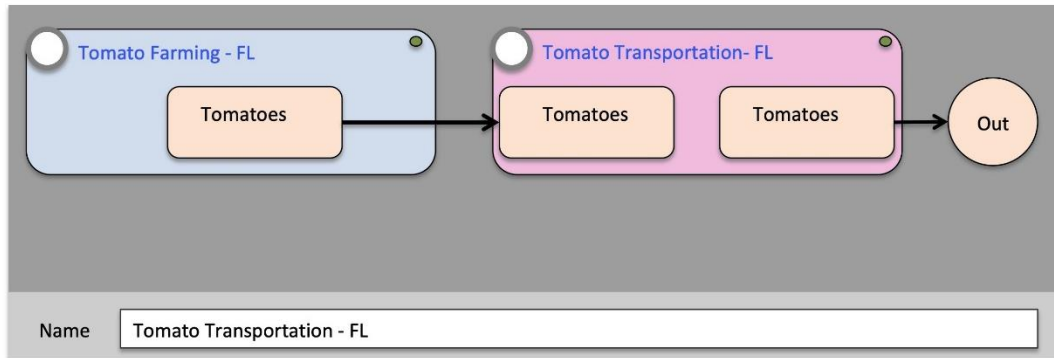 Tomato Farming - FL
Tomato Transportation- FL
Tomatoes
Tomatoes
Tomatoes
Out
Name
Tomato Transportation - FL